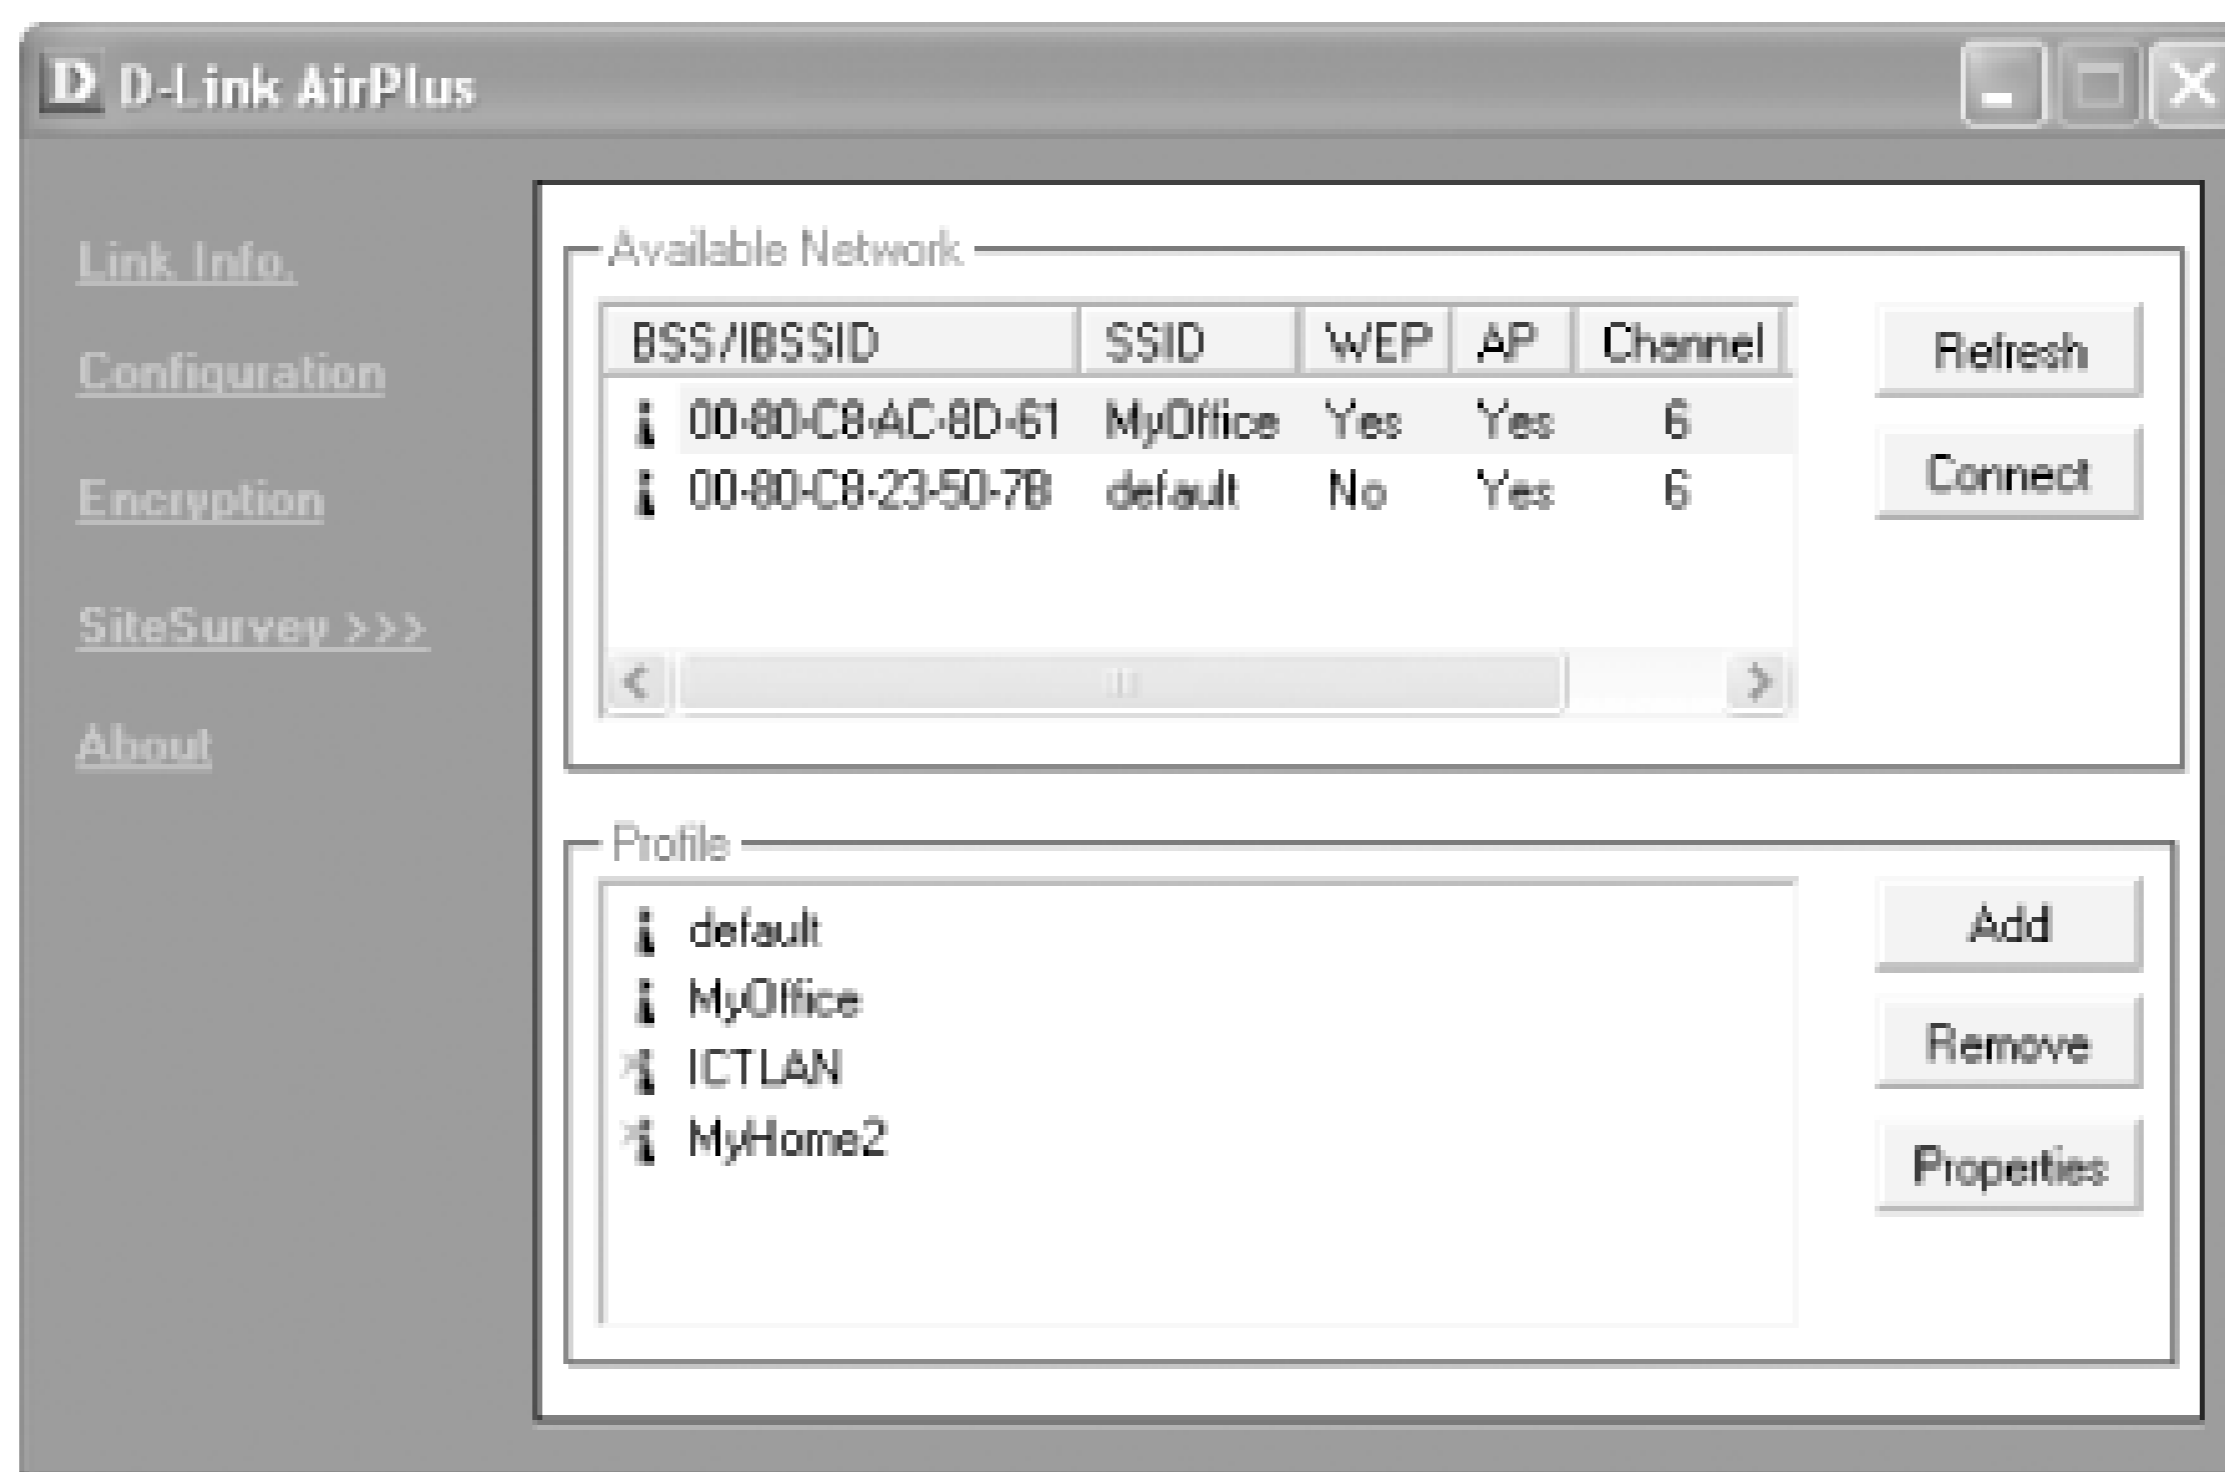 D D-Link AirPlus
Link Info.
Configuration
Encryption
SiteSurvey >>>
About
Available Network
BSS/IBSSID SSID WEP AP Channel
00-80-C8-AC-8D-61 MyOffice Yes Yes 6
00-80-C8-23-50-7B default No Yes 6
Refresh
Connect
Profile
default
MyOffice
ICTLAN
MyHome2
Add
Remove
Properties